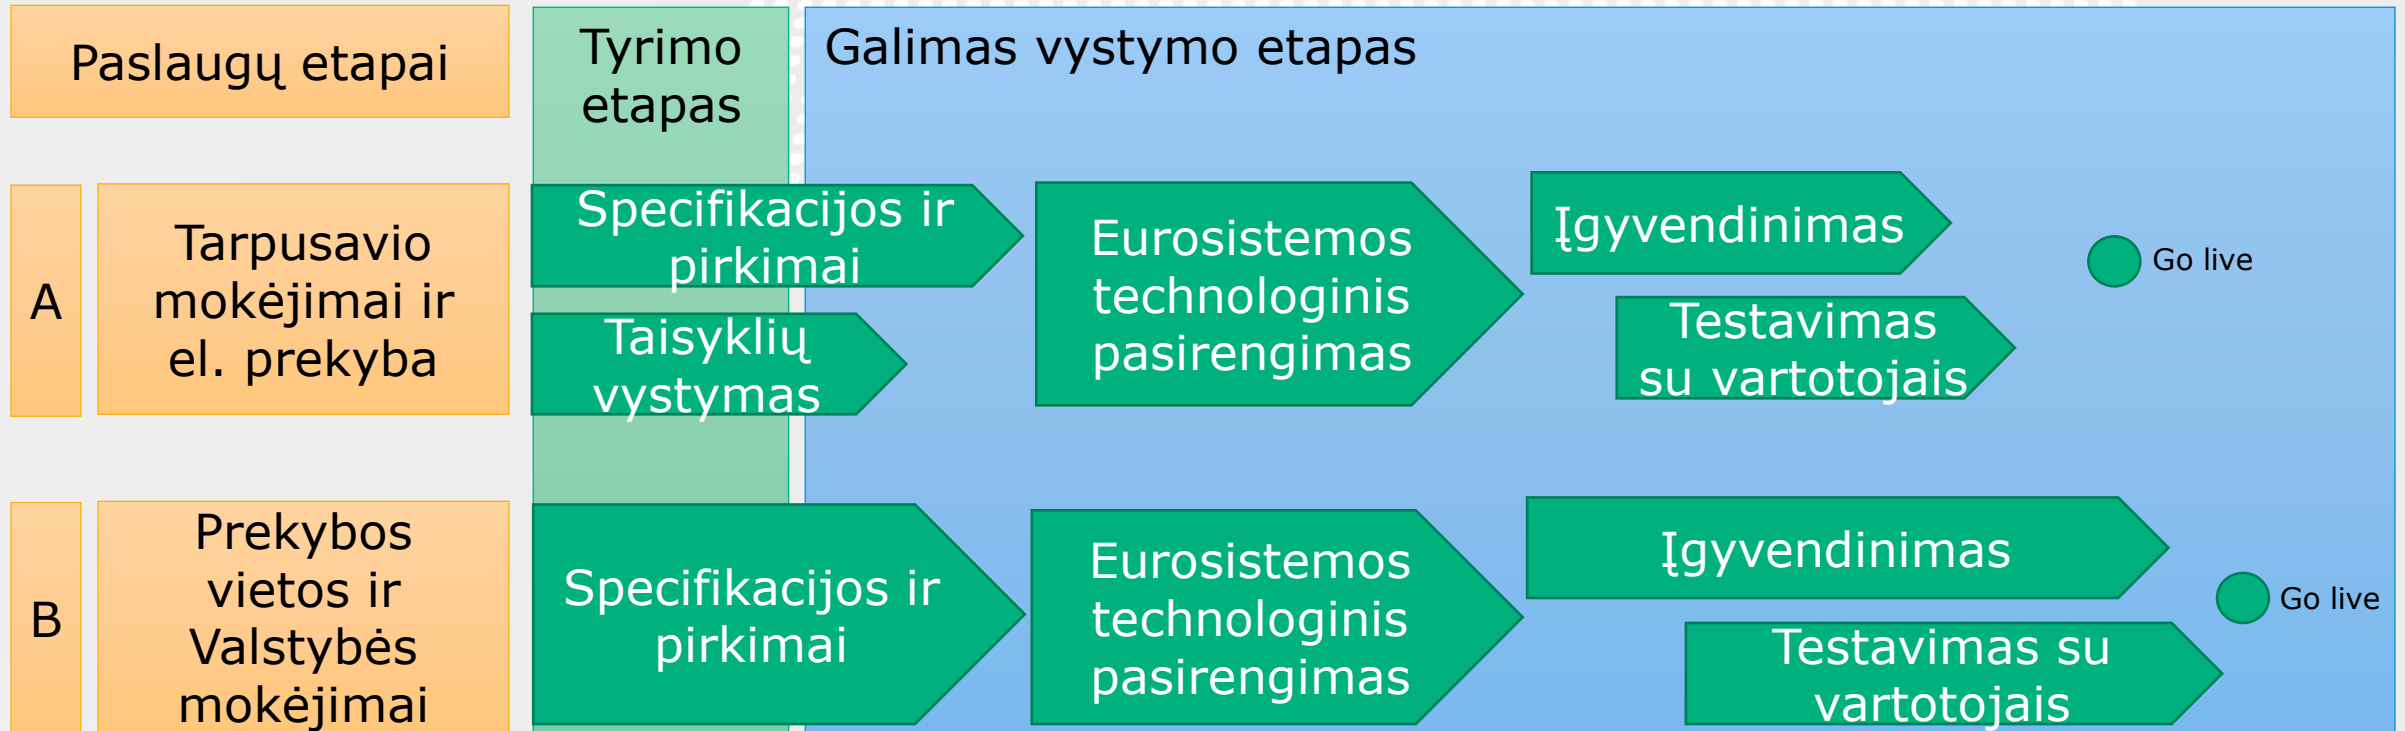 Paslaugų etapai
Tyrimo
etapas
Galimas vystymo etapas
A
Tarpusavio
mokėjimai ir
el. prekyba
Specifikacijos ir
pirkimai
Taisyklių
vystymas
Eurosistemos
technologinis
pasirengimas
Įgyvendinimas
Testavimas
su vartotojais
Go live
B
Prekybos
vietos ir
Valstybės
mokėjimai
Specifikacijos ir
pirkimai
Eurosistemos
technologinis
pasirengimas
Įgyvendinimas
Testavimas su
vartotojais
Go live